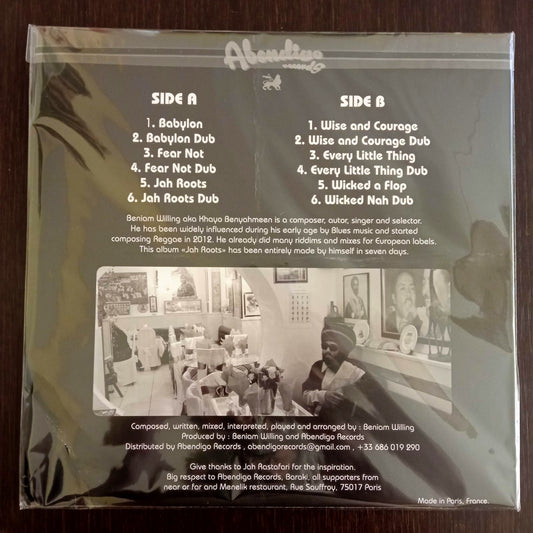 Abendigo
records
SIDE A
1. Babylon
2. Babylon Dub
3. Fear Not
4. Fear Not Dub
5. Jah Roots
6. Jah Roots Dub
SIDE B
1. Wise and Courage
2. Wise and Courage Dub
3. Every Little Thing
4. Every Little Thing Dub
5. Wicked a Flop
6. Wicked Nah Dub
Beniam Willing aka Khayo Benyahmeen is a composer, autor, singer and selector.
He has been widely influenced during his early age by Blues music and started
composing Reggae in 2012. He already did many riddims and mixes for European labels.
This album «Jah Roots» has been entirely made by himself in seven days.
Composed, written, mixed, interpreted, played and arranged by : Beniam Willing
Produced by : Beniam Willing and Abendigo Records
Distributed by Abendigo Records , abendigorecords@gmail.com , +33 686 019 290
Give thanks to Jah Rastafari for the inspiration.
Big respect to Abendigo Records, Baraki, all supporters from
near or far and Menelik restaurant, Rue Sauffroy, 75017 Paris
Made in Paris, France.